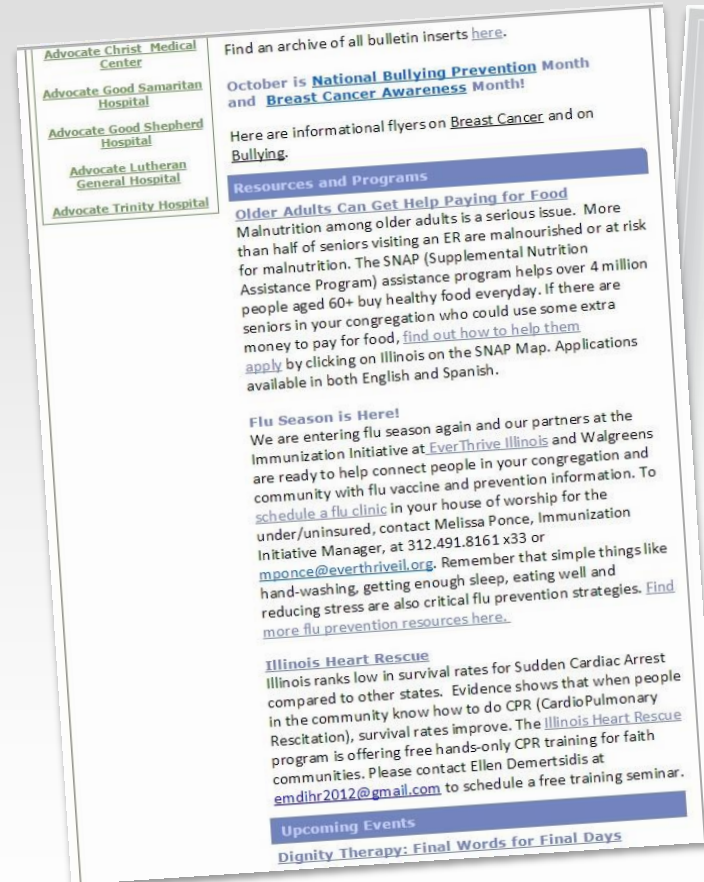 Advocate Christ Medical
Center
Advocate Good Samaritan
Hospital
Advocate Good Shepherd
Hospital
Advocate Lutheran
General Hospital
Advocate Trinity Hospital
Find an archive of all bulletin inserts here.
October is National Bullying Prevention Month
and Breast Cancer Awareness Month!
Here are informational flyers on Breast Cancer and on
Bullying.
Resources and Programs
Older Adults Can Get Help Paying for Food
Malnutrition among older adults is a serious issue. More
than half of seniors visiting an ER are malnourished or at risk
for malnutrition. The SNAP (Supplemental Nutrition
Assistance Program) assistance program helps over 4 million
people aged 60+ buy healthy food everyday. If there are
seniors in your congregation who could use some extra
money to pay for food, find out how to help them
apply by clicking on Illinois on the SNAP Map. Applications
available in both English and Spanish.
Flu Season is Here!
We are entering flu season again and our partners at the
Immunization Initiative at EverThrive Illinois and Walgreens
are ready to help connect people in your congregation and
community with flu vaccine and prevention information. To
schedule a flu clinic in your house of worship for the
under/uninsured, contact Melissa Ponce, Immunization
Initiative Manager, at 312.491.8161 x33 or
mponce@everthriveil.org. Remember that simple things like
hand-washing, getting enough sleep, eating well and
reducing stress are also critical flu prevention strategies. Find
more flu prevention resources here.
Illinois Heart Rescue
Illinois ranks low in survival rates for Sudden Cardiac Arrest
compared to other states. Evidence shows that when people
in the community know how to do CPR (CardioPulmonary
Rescitation), survival rates improve. The Illinois Heart Rescue
program is offering free hands-only CPR training for faith
communities. Please contact Ellen Demertsidis at
emdihr2012@gmail.com to schedule a free training seminar.
Upcoming Events
Dignity Therapy: Final Words for Final Days